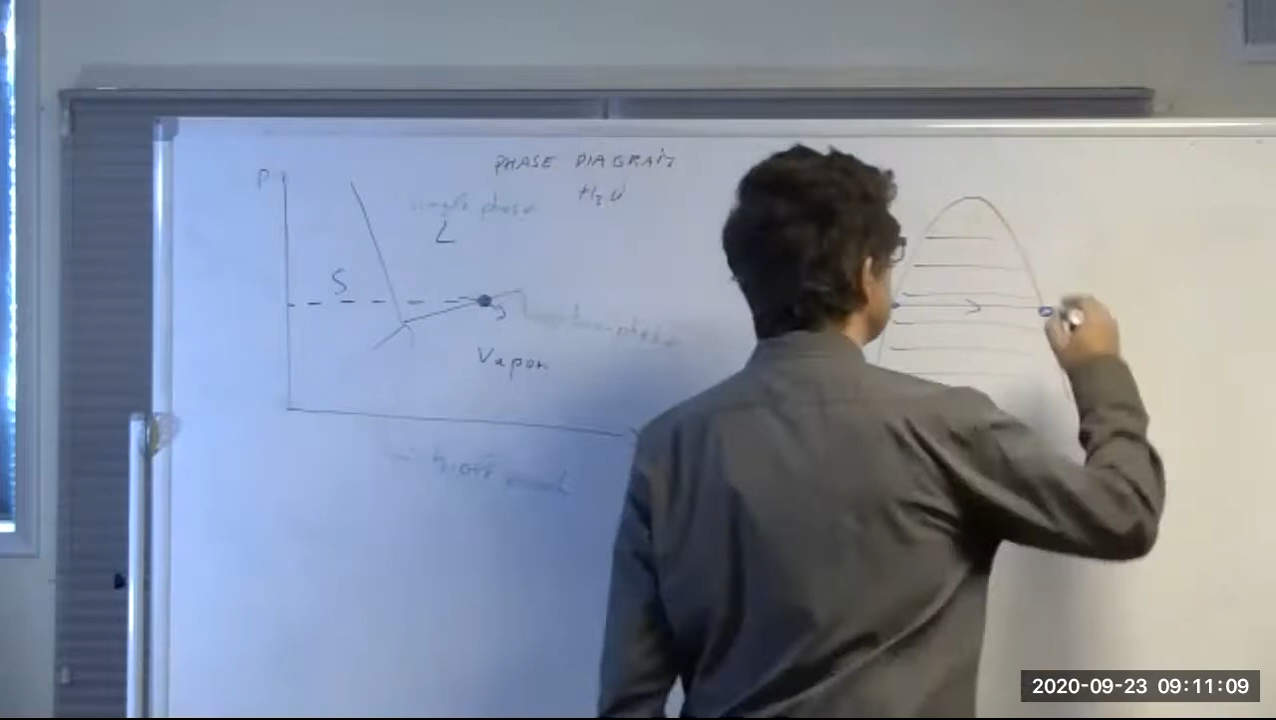 PHASE DIAGRAM
P
H₂O
single phase
L
S
Vapor
2020-09-23 09:11:09